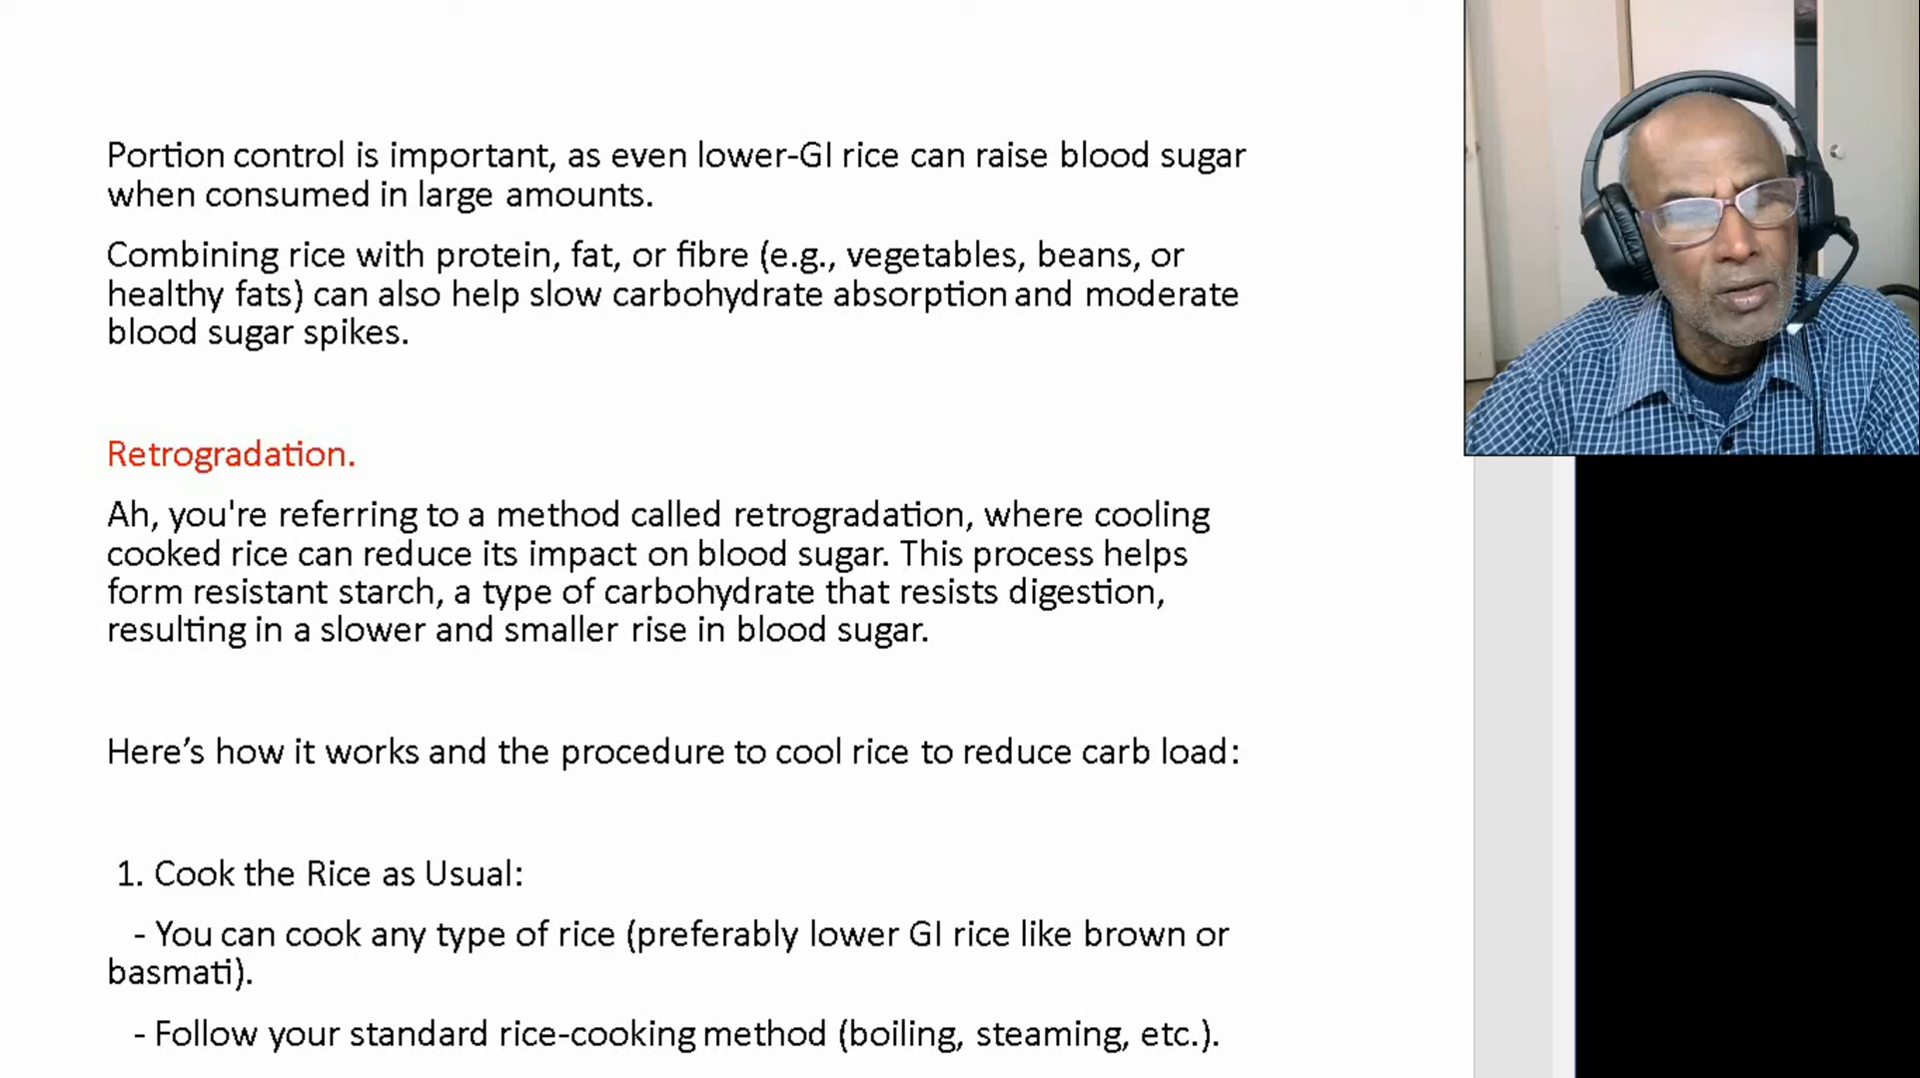 Portion control is important, as even lower-GI rice can raise blood sugar
when consumed in large amounts.
Combining rice with protein, fat, or fibre (e.g., vegetables, beans, or
healthy fats) can also help slow carbohydrate absorption and moderate
blood sugar spikes.
Retrogradation.
Ah, you're referring to a method called retrogradation, where cooling
cooked rice can reduce its impact on blood sugar. This process helps
form resistant starch, a type of carbohydrate that resists digestion,
resulting in a slower and smaller rise in blood sugar.
Here’s how it works and the procedure to cool rice to reduce carb load:
1. Cook the Rice as Usual:
- You can cook any type of rice (preferably lower GI rice like brown or
basmati).
- Follow your standard rice-cooking method (boiling, steaming, etc.).